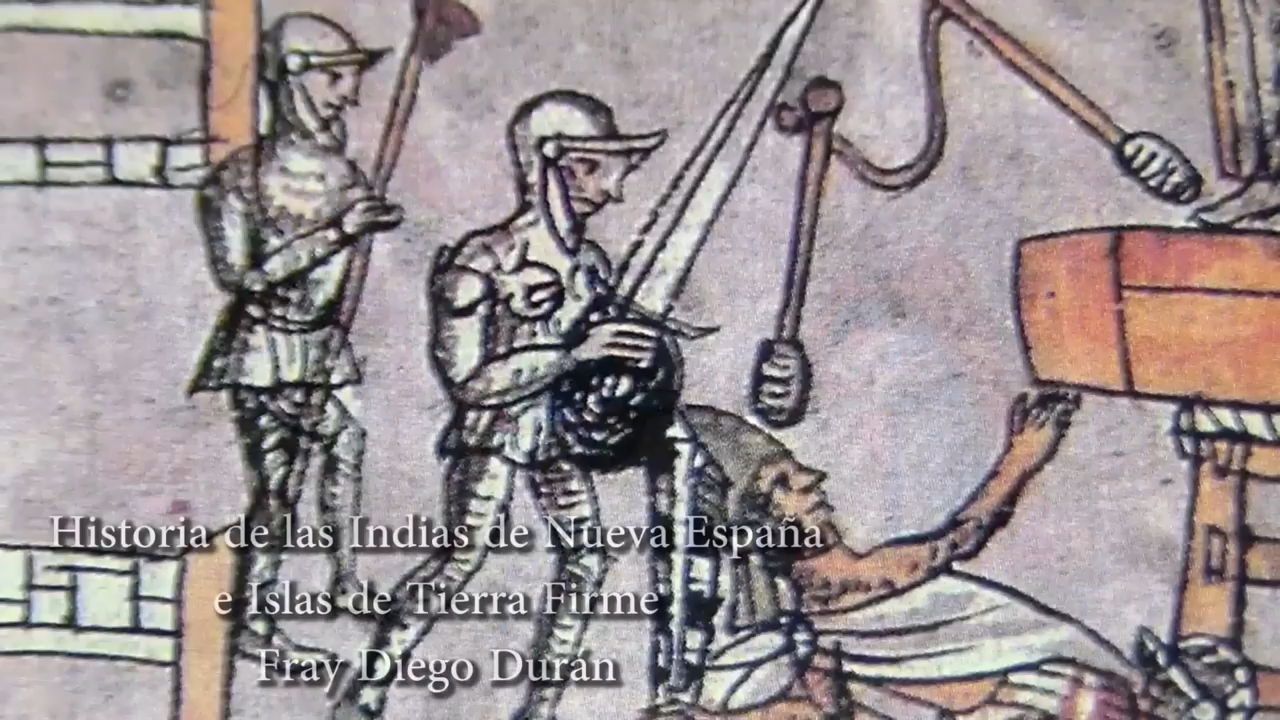 Historia de las Indias de Nueva España
e Islas de Tierra Firme
Fray Diego Durán